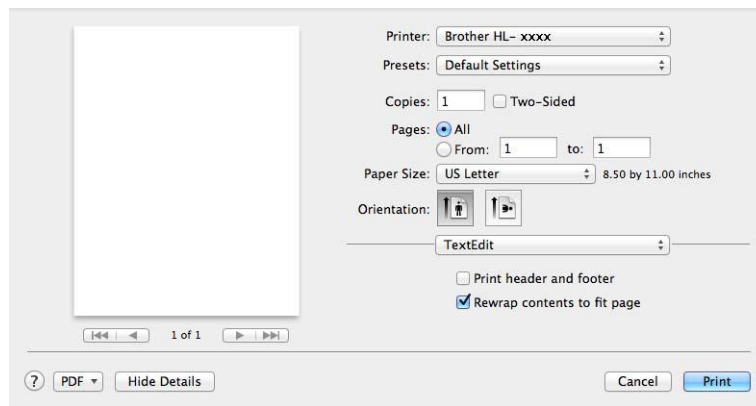 Printer: Brother HL- xxxx
Presets: Default Settings
Copies: 1 Two-Sided
Pages: All
From: 1 to: 1
Paper Size: US Letter 8.50 by 11.00 inches
Orientation:
TextEdit
Print header and footer
Rewrap contents to fit page
1 of 1
? PDF Hide Details Cancel Print